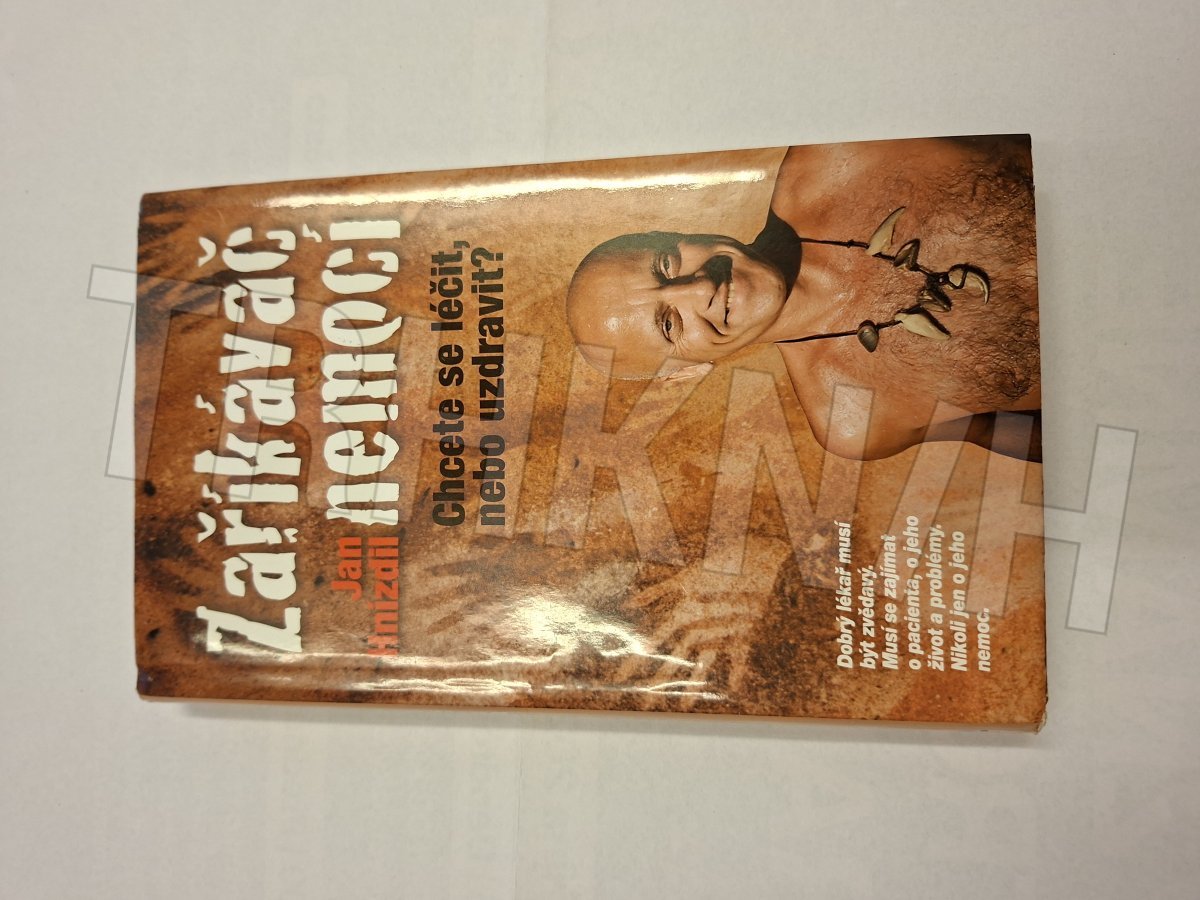 Zaříkávač
Jan
Hnízdil
nemocí
Chcete se léčit,
nebo uzdravit?
Dobrý lékař musí
být zvědavý.
Musí se zajímat
o pacienta, o jeho
život a problémy.
Nikoli jen o jeho
nemoc.